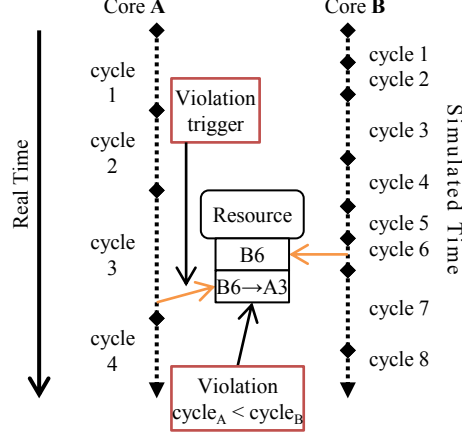 Core A
Core B
Real Time
cycle
1
cycle
2
cycle
3
cycle
4
Violation
trigger
Resource
B6
B6→A3
Violation
cycleA < cycleB
cycle 1
cycle 2
cycle 3
cycle 4
cycle 5
cycle 6
cycle 7
cycle 8
Simulated Time